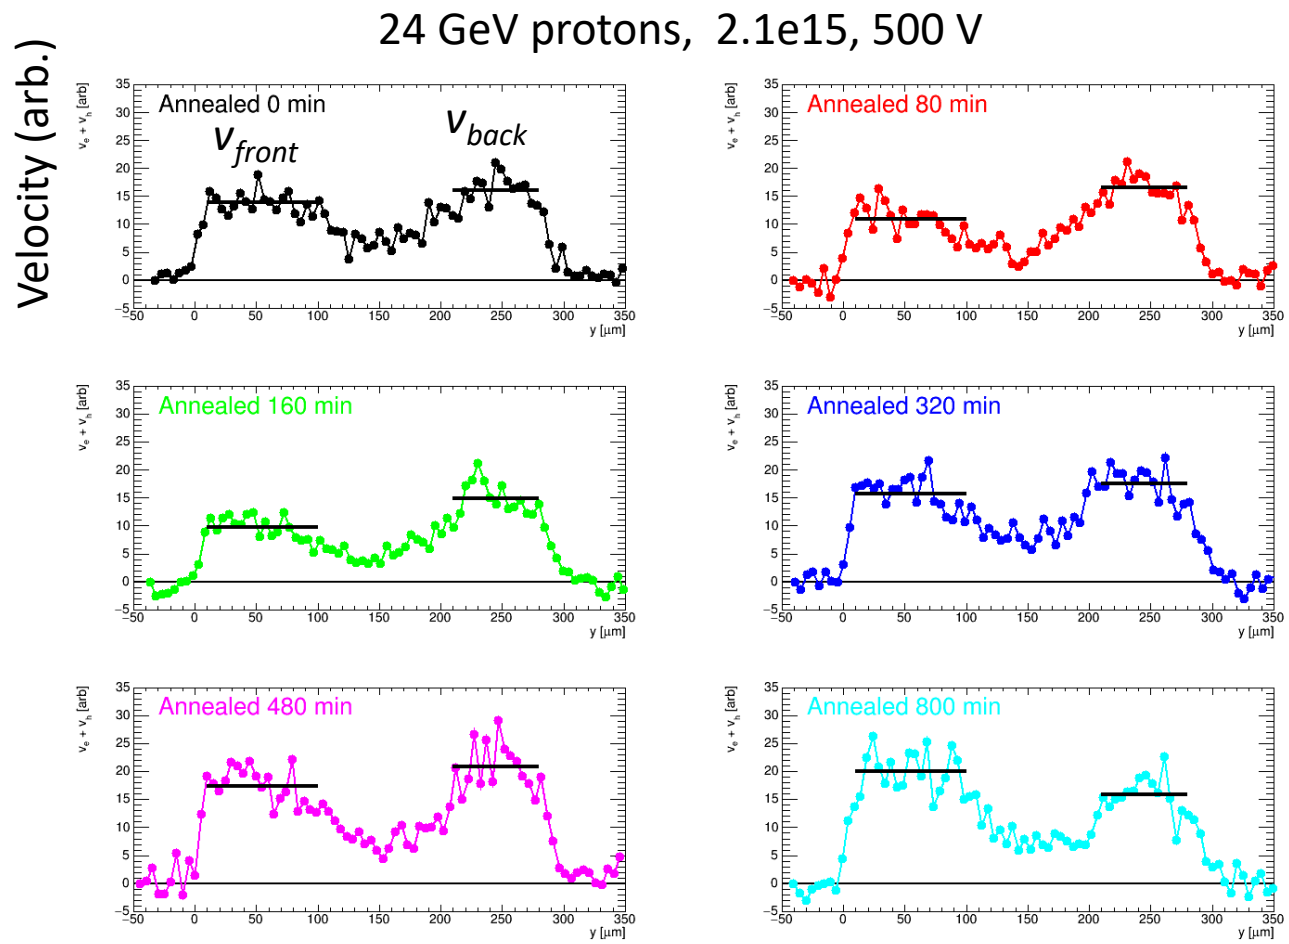 24 GeV protons, 2.1e15, 500 V
Velocity (arb.)
Annealed 0 min
v_front
v_back
v_e + v_h [arb]
35
30
25
20
15
10
5
0
−5
−50 0 50 100 150 200 250 300 350
y [μm]
Annealed 80 min
v_e + v_h [arb]
35
30
25
20
15
10
5
0
−5
−50 0 50 100 150 200 250 300 350
y [μm]
Annealed 160 min
v_e + v_h [arb]
35
30
25
20
15
10
5
0
−5
−50 0 50 100 150 200 250 300 350
y [μm]
Annealed 320 min
v_e + v_h [arb]
35
30
25
20
15
10
5
0
−5
−50 0 50 100 150 200 250 300 350
y [μm]
Annealed 480 min
v_e + v_h [arb]
35
30
25
20
15
10
5
0
−5
−50 0 50 100 150 200 250 300 350
y [μm]
Annealed 800 min
v_e + v_h [arb]
35
30
25
20
15
10
5
0
−5
−50 0 50 100 150 200 250 300 350
y [μm]